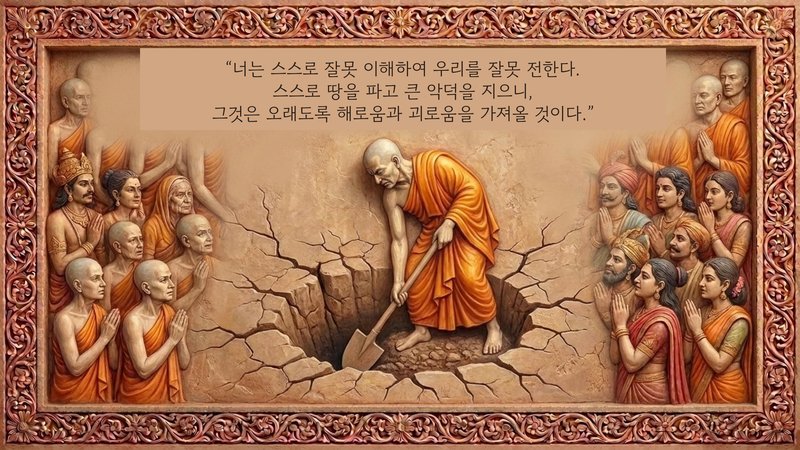 “너는 스스로 잘못 이해하여 우리를 잘못 전한다.
스스로 땅을 파고 큰 악덕을 지으니,
그것은 오래도록 해로움과 괴로움을 가져올 것이다.”